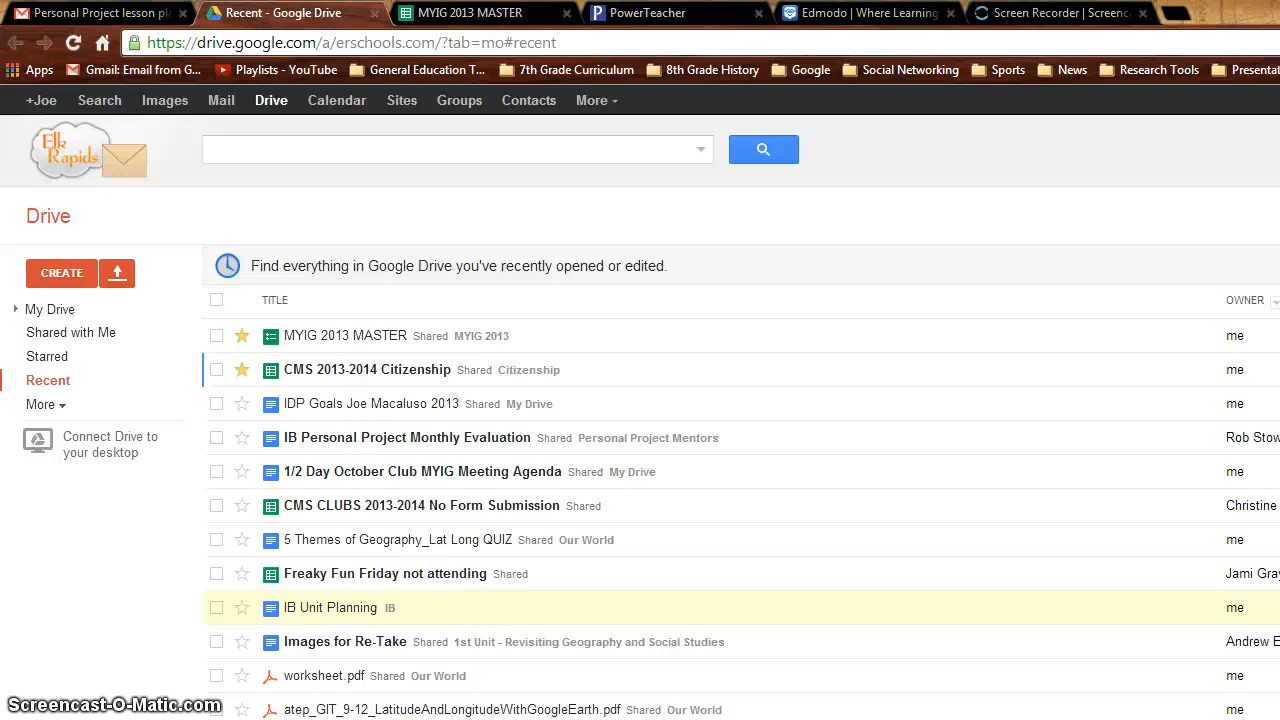 Personal Project lesson pl
Recent - Google Drive
MYIG 2013 MASTER
PowerTeacher
Edmodo | Where Learning
Screen Recorder | Screenc
https://drive.google.com/a/erschools.com/?tab=mo#recent
Apps Gmail: Email from G... Playlists - YouTube General Education T... 7th Grade Curriculum 8th Grade History Google Social Networking Sports News Research Tools Presentat
+Joe Search Images Mail Drive Calendar Sites Groups Contacts More
Elk
Rapids
Drive
CREATE
My Drive
Shared with Me
Starred
Recent
More
Connect Drive to
your desktop
Find everything in Google Drive you've recently opened or edited.
TITLE OWNER
MYIG 2013 MASTER Shared MYIG 2013 me
CMS 2013-2014 Citizenship Shared Citizenship me
IDP Goals Joe Macaluso 2013 Shared My Drive me
IB Personal Project Monthly Evaluation Shared Personal Project Mentors Rob Stow
1/2 Day October Club MYIG Meeting Agenda Shared My Drive me
CMS CLUBS 2013-2014 No Form Submission Shared Christine
5 Themes of Geography_Lat Long QUIZ Shared Our World me
Freaky Fun Friday not attending Shared Jami Gray
IB Unit Planning IB me
Images for Re-Take Shared 1st Unit - Revisiting Geography and Social Studies Andrew E
worksheet.pdf Shared Our World me
atep_GIT_9-12_LatitudeAndLongitudeWithGoogleEarth.pdf Shared Our World me
Screencast-O-Matic.com